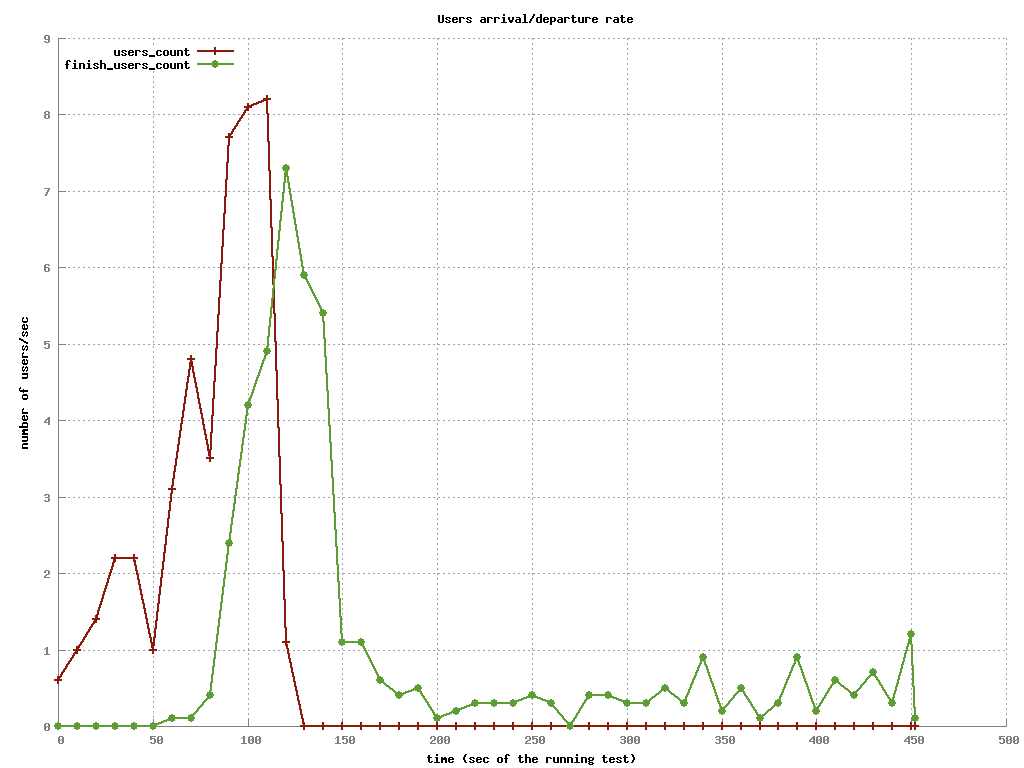 Users arrival/departure rate
users_count
finish_users_count
9
8
7
6
5
4
3
2
1
0
number of users/sec
0 50 100 150 200 250 300 350 400 450 500
time (sec of the running test)